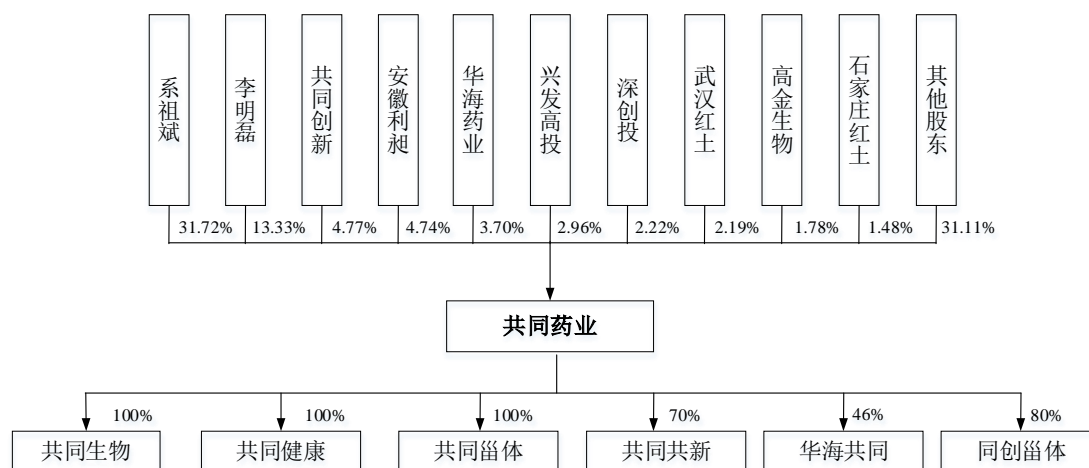 系祖斌
李明磊
共同创新
安徽利昶
华海药业
兴发高投
深创投
武汉红土
高金生物
石家庄红土
其他股东
31.72%
13.33%
4.77%
4.74%
3.70%
2.96%
2.22%
2.19%
1.78%
1.48%
31.11%
共同药业
100%
100%
100%
70%
46%
80%
共同生物
共同健康
共同甾体
共同共新
华海共同
同创甾体